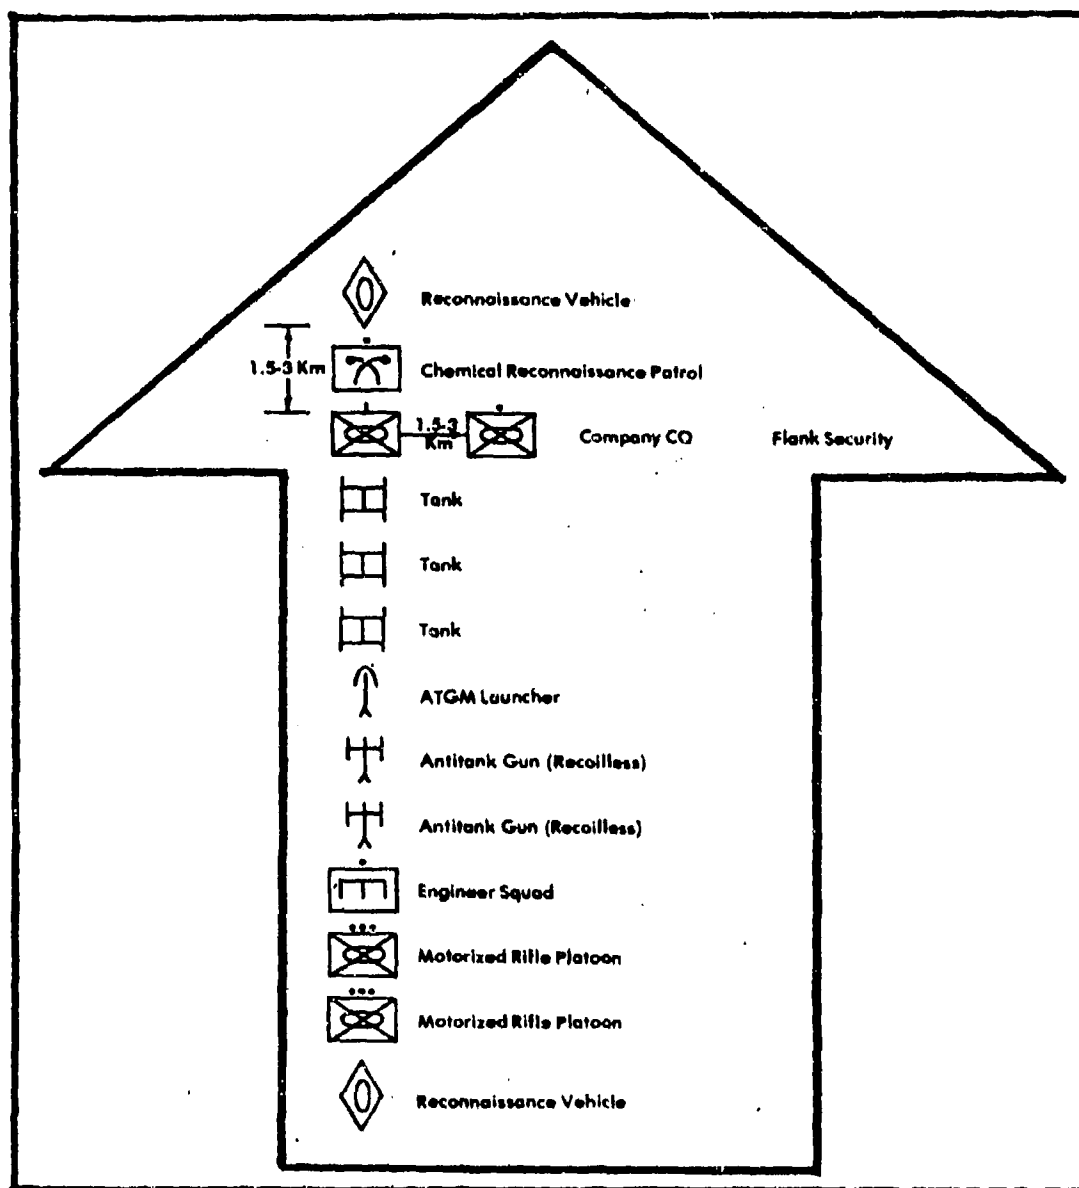 Reconnaissance Vehicle
1.5-3 Km
Chemical Reconnaissance Patrol
1.5-3
Km
Company CO
Flank Security
Tank
Tank
Tank
ATGM Launcher
Antitank Gun (Recoilless)
Antitank Gun (Recoilless)
Engineer Squad
Motorized Rifle Platoon
Motorized Rifle Platoon
Reconnaissance Vehicle